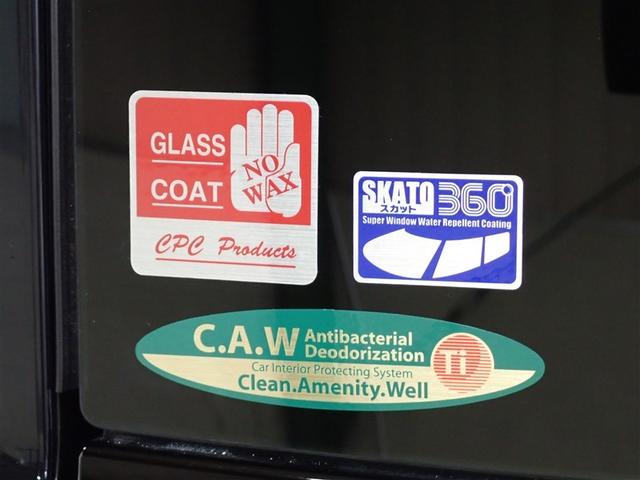 GLASS
COAT
NO
WAX
CPC Products
SKATO 360°
スカット
Super Window Water Repellent Coating
C.A.W Antibacterial
Deodorization
Ti
Car Interior Protecting System
Clean.Amenity.Well